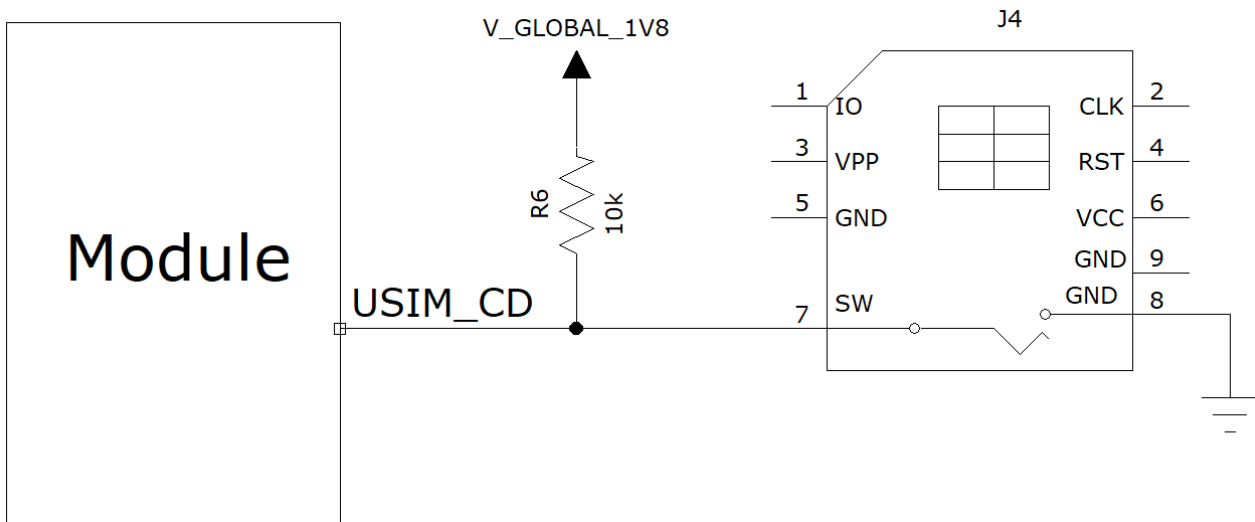 J4
V_GLOBAL_1V8
1
IO
CLK
2
3
VPP
RST
4
R6
10k
5
GND
VCC
6
Module
GND
9
USIM_CD
7
SW
GND
8